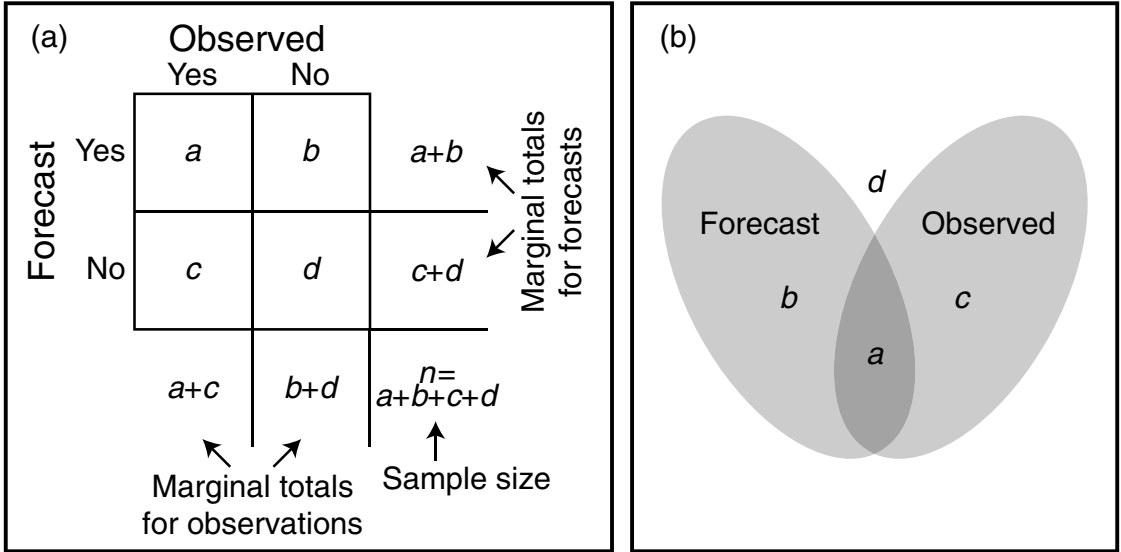 (a)
Observed
Yes No
Forecast
Yes a b a+b
No c d c+d
Marginal totals
for forecasts
a+c b+d n=
a+b+c+d
Marginal totals
for observations
Sample size
(b)
d
Forecast Observed
b c
a